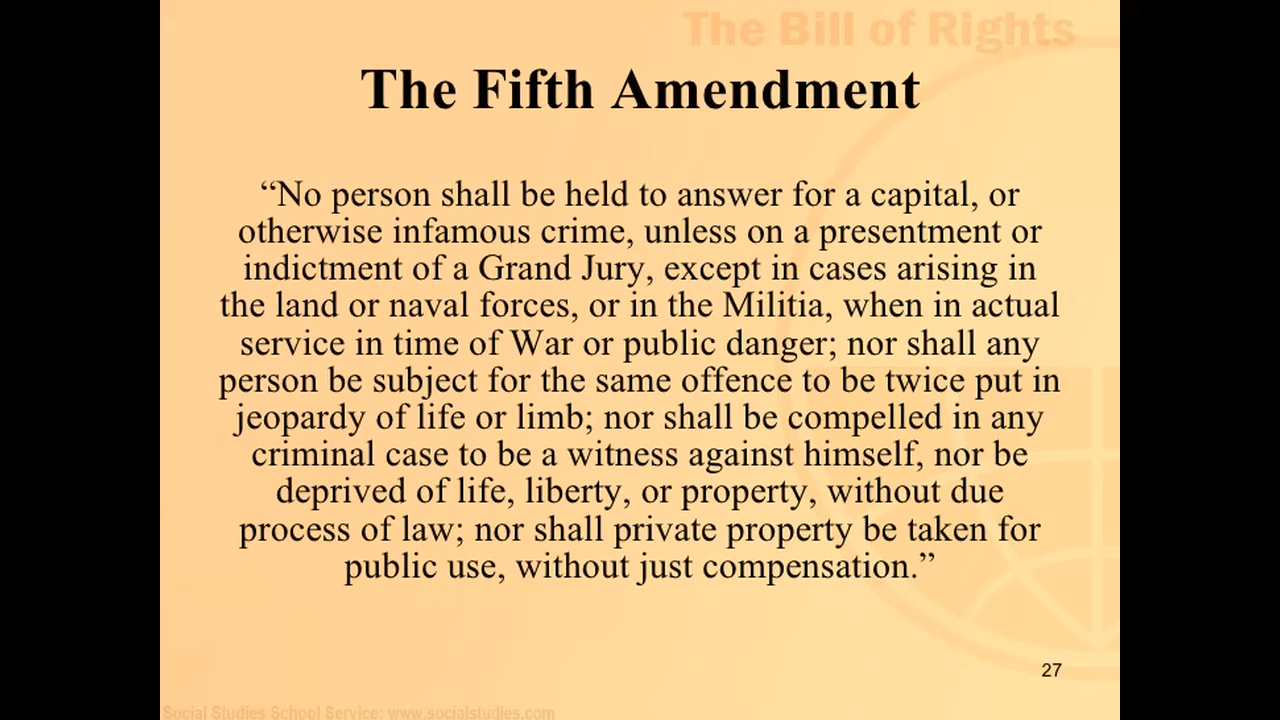 The Bill of Rights
The Fifth Amendment
“No person shall be held to answer for a capital, or
otherwise infamous crime, unless on a presentment or
indictment of a Grand Jury, except in cases arising in
the land or naval forces, or in the Militia, when in actual
service in time of War or public danger; nor shall any
person be subject for the same offence to be twice put in
jeopardy of life or limb; nor shall be compelled in any
criminal case to be a witness against himself, nor be
deprived of life, liberty, or property, without due
process of law; nor shall private property be taken for
public use, without just compensation.”
27
Social Studies School Service: www.socialstudies.com